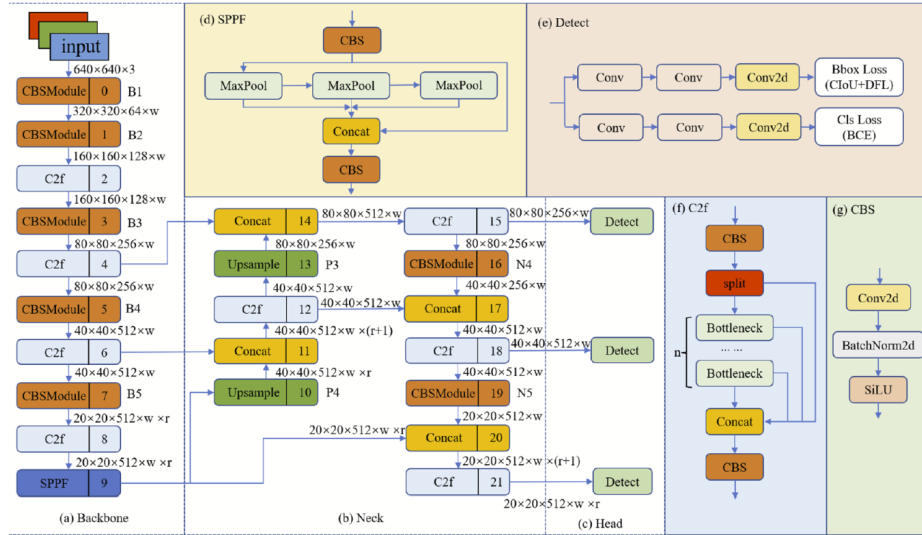 input
640×640×3
CBSModule 0 B1
320×320×64×w
CBSModule 1 B2
160×160×128×w
C2f 2
160×160×128×w
CBSModule 3 B3
80×80×256×w
C2f 4
80×80×256×w
CBSModule 5 B4
40×40×512×w
C2f 6
40×40×512×w
CBSModule 7 B5
20×20×512×w ×r
C2f 8
20×20×512×w ×r
SPPF 9
(a) Backbone
(d) SPPF
CBS
MaxPool MaxPool MaxPool
Concat
CBS
(e) Detect
Conv Conv Conv2d Bbox Loss
(CIoU+DFL)
Conv Conv Conv2d Cls Loss
(BCE)
Concat 14
80×80×512×w
80×80×256×w
Upsample 13 P3
40×40×512×w
C2f 12
40×40×512×w
40×40×512×w ×(r+1)
Concat 11
40×40×512×w ×r
Upsample 10 P4
20×20×512×w ×r
(b) Neck
C2f 15
80×80×256×w
Detect
80×80×256×w
CBSModule 16 N4
40×40×256×w
Concat 17
40×40×512×w
C2f 18
40×40×512×w
Detect
40×40×512×w
CBSModule 19 N5
20×20×512×w
Concat 20
20×20×512×w ×(r+1)
C2f 21
Detect
20×20×512×w ×r
(c) Head
(f) C2f
CBS
split
n
Bottleneck
... ...
Bottleneck
Concat
CBS
(g) CBS
Conv2d
BatchNorm2d
SiLU